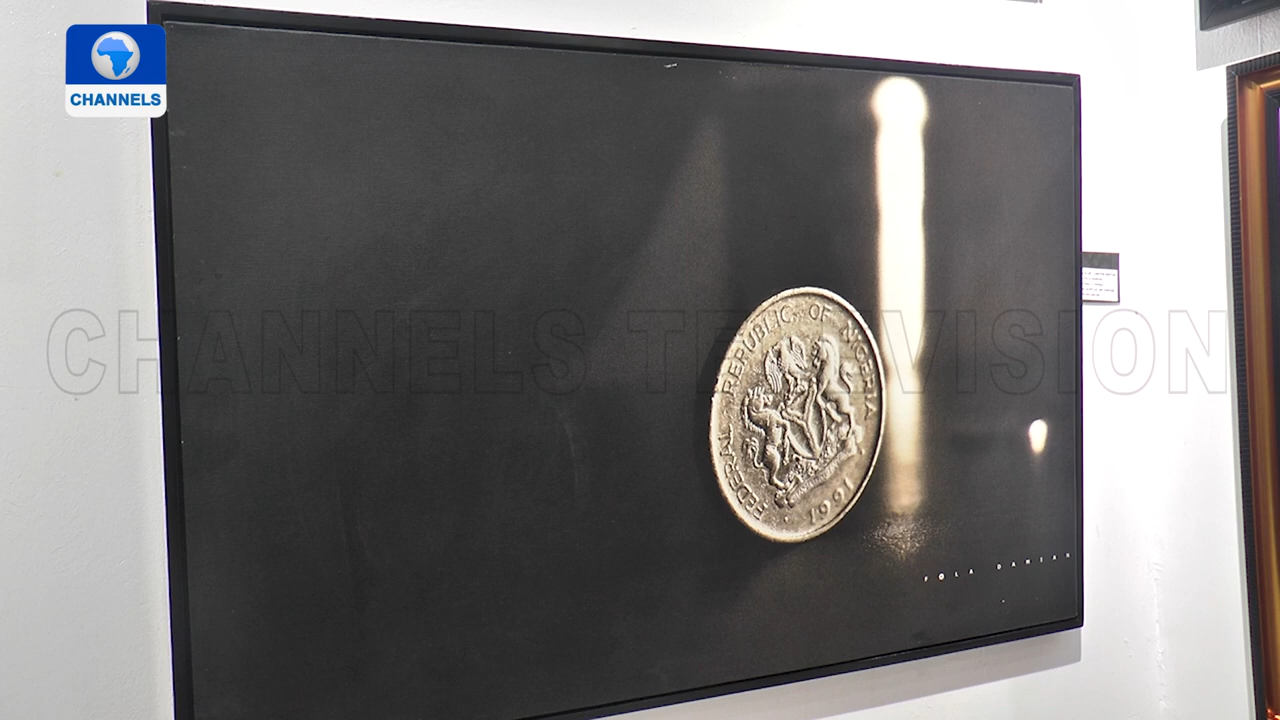 CHANNELS
CHANNELS TELEVISION
FEDERAL REPUBLIC OF NIGERIA
1991
FOLA DAMIAN